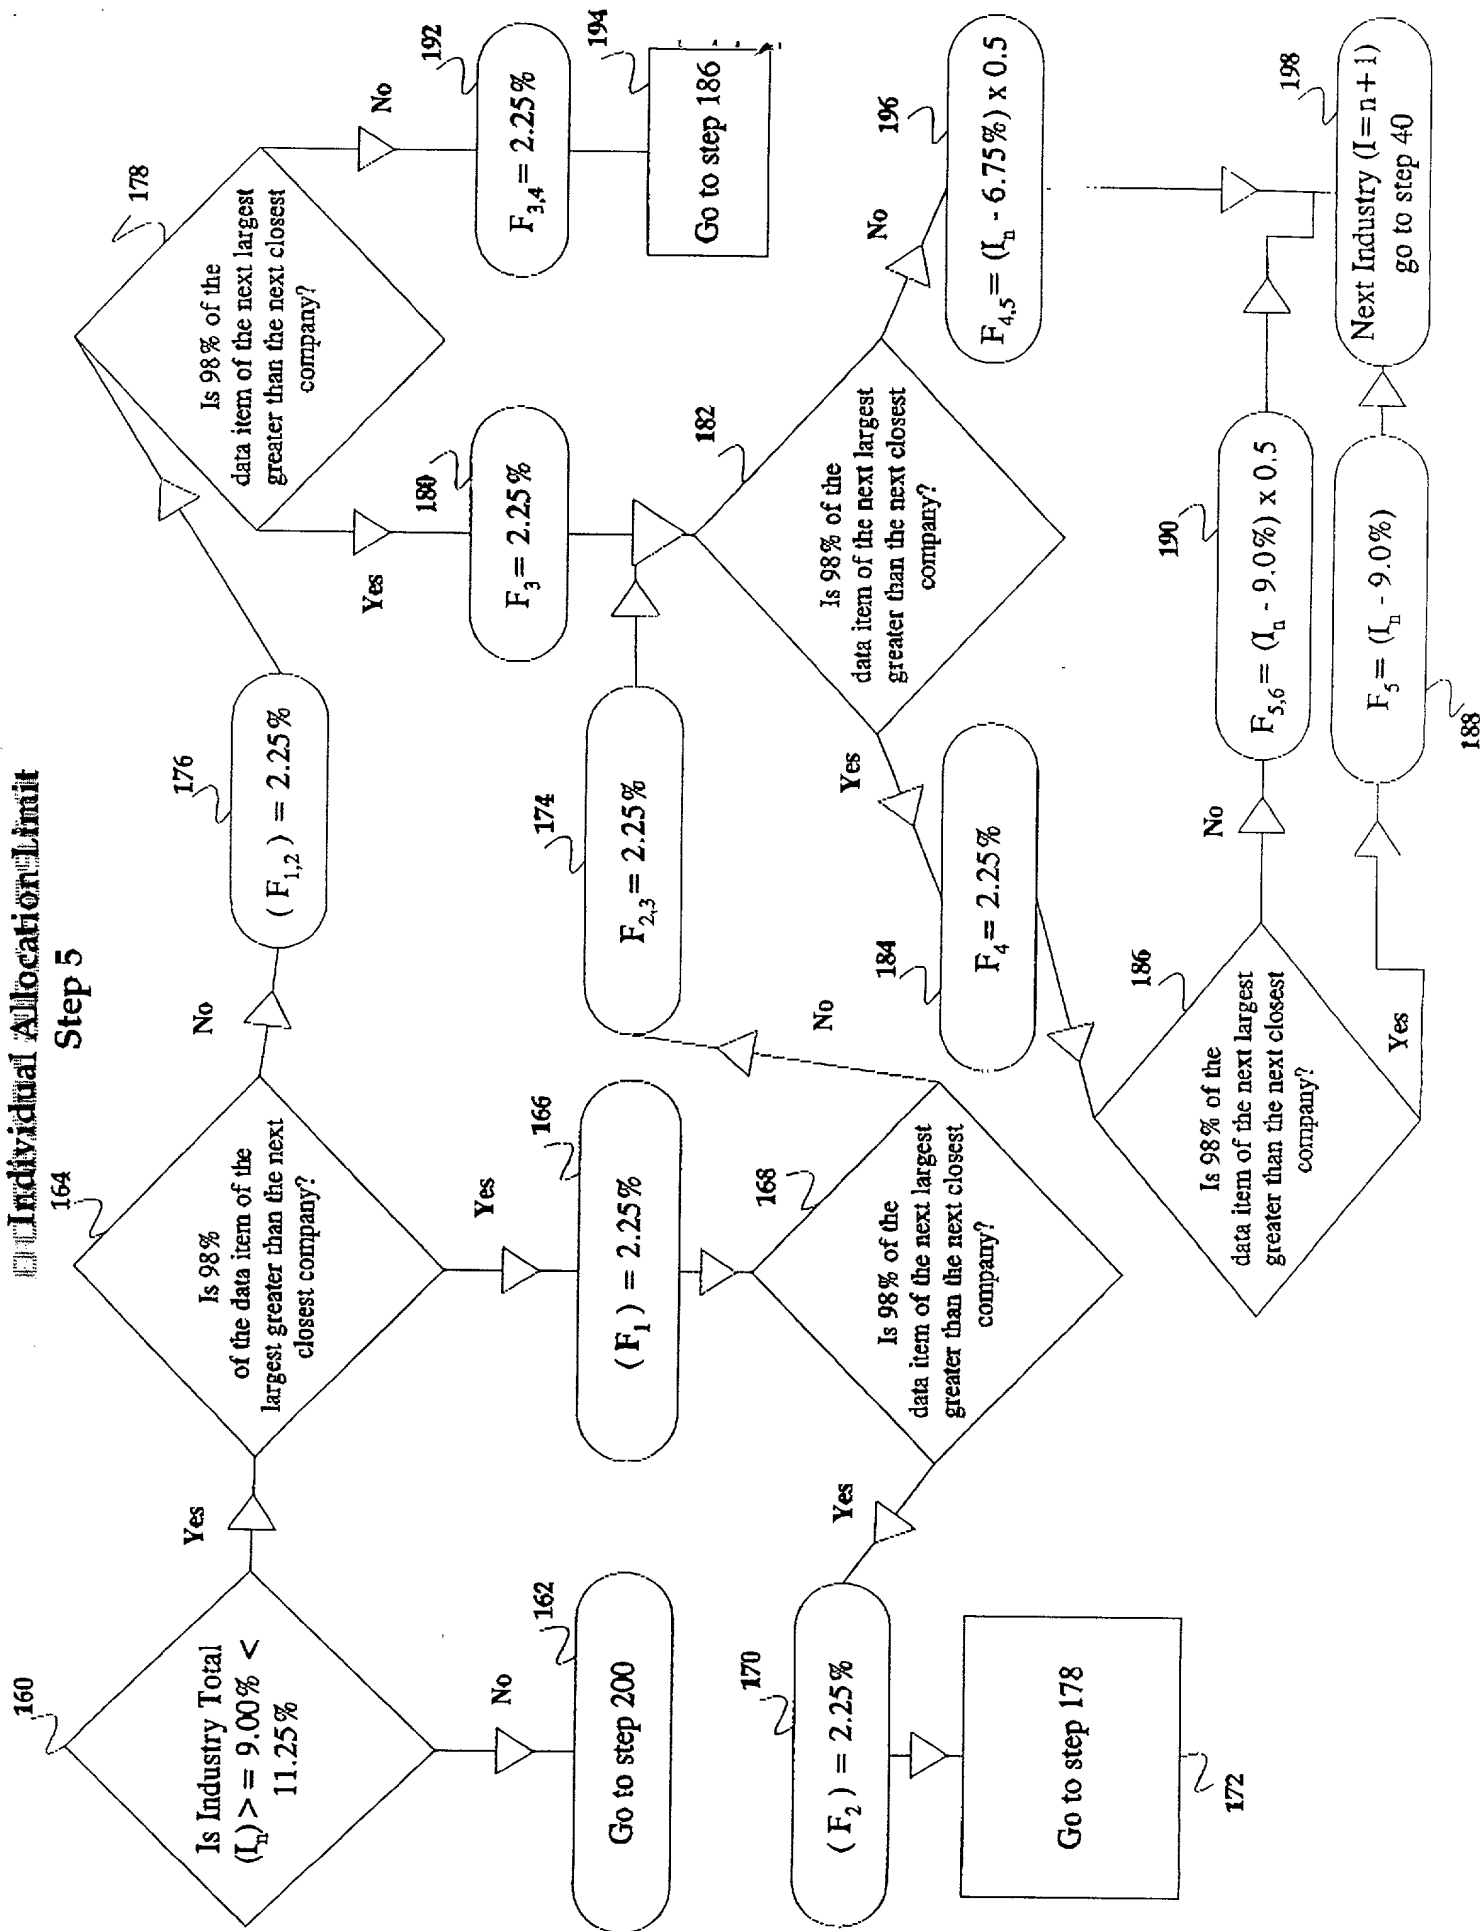 Individual Allocation Limit
Step 5
160
Is Industry Total
(Iₙ) > = 9.00% <
11.25%
Yes
No
162
Go to step 200
164
Is 98%
of the data item of the
largest greater than the next
closest company?
No
Yes
176
( F₁,₂ ) = 2.25%
166
( F₁ ) = 2.25%
168
Is 98% of the
data item of the next largest
greater than the next closest
company?
Yes
No
170
( F₂ ) = 2.25%
Go to step 178
172
174
F₂,₃ = 2.25%
178
Is 98% of the
data item of the next largest
greater than the next closest
company?
Yes
No
180
F₃ = 2.25%
192
F₃,₄ = 2.25%
194
Go to step 186
182
Is 98% of the
data item of the next largest
greater than the next closest
company?
Yes
No
184
F₄ = 2.25%
196
F₄,₅ = (Iₙ - 6.75%) x 0.5
186
Is 98% of the
data item of the next largest
greater than the next closest
company?
No
Yes
190
F₅,₆ = (Iₙ - 9.0%) x 0.5
F₅ = (Iₙ - 9.0%)
188
198
Next Industry (I=n+1)
go to step 40